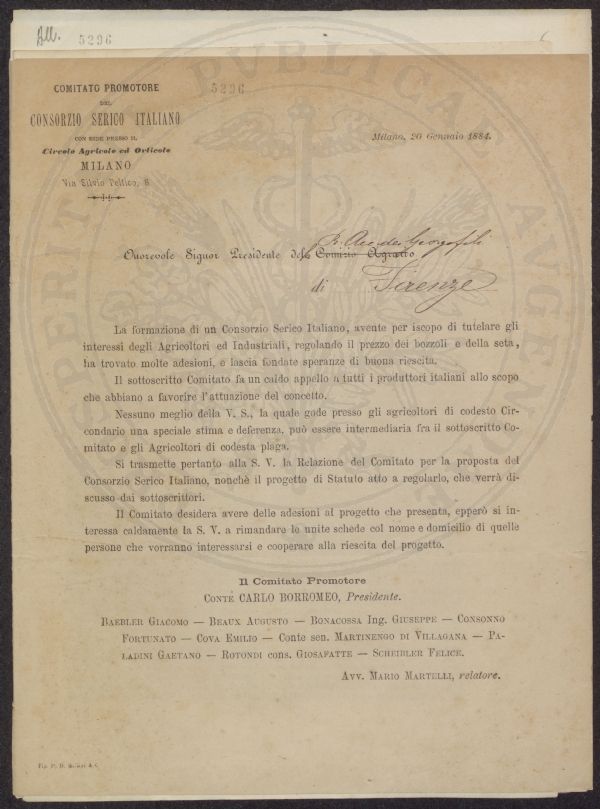 All. 5296
5296
COMITATO PROMOTORE
DEL
CONSORZIO SERICO ITALIANO
CON SEDE PRESSO IL
Circolo Agricolo ed Orticolo
MILANO
Via Silvio Pellico, 6
Milano, 20 Gennaio 1884.
R. Acc. dei Georgofili
Onorevole Signor Presidente del Comizio Agrario
di Firenze
La formazione di un Consorzio Serico Italiano, avente per iscopo di tutelare gli
interessi degli Agricoltori ed Industriali, regolando il prezzo dei bozzoli e della seta,
ha trovato molte adesioni, e lascia fondate speranze di buona riescita.
Il sottoscritto Comitato fa un caldo appello a tutti i produttori italiani allo scopo
che abbiano a favorire l'attuazione del concetto.
Nessuno meglio della V. S., la quale gode presso gli agricoltori di codesto Cir-
condario una speciale stima e deferenza, può essere intermediaria fra il sottoscritto Co-
mitato e gli Agricoltori di codesta plaga.
Si trasmette pertanto alla S. V. la Relazione del Comitato per la proposta del
Consorzio Serico Italiano, nonchè il progetto di Statuto atto a regolarlo, che verrà di-
scusso dai sottoscrittori.
Il Comitato desidera avere delle adesioni al progetto che presenta, epperò si in-
teressa caldamente la S. V. a rimandare le unite schede col nome e domicilio di quelle
persone che vorranno interessarsi e cooperare alla riescita del progetto.
Il Comitato Promotore
CONTE CARLO BORROMEO, Presidente.
BAEBLER GIACOMO — BEAUX AUGUSTO — BONACOSSA Ing. GIUSEPPE — CONSONNO
FORTUNATO — COVA EMILIO — Conte sen. MARTINENGO DI VILLAGANA — PA-
LADINI GAETANO — ROTONDI cons. GIOSAFATTE — SCHEIBLER FELICE.
AVV. MARIO MARTELLI, relatore.